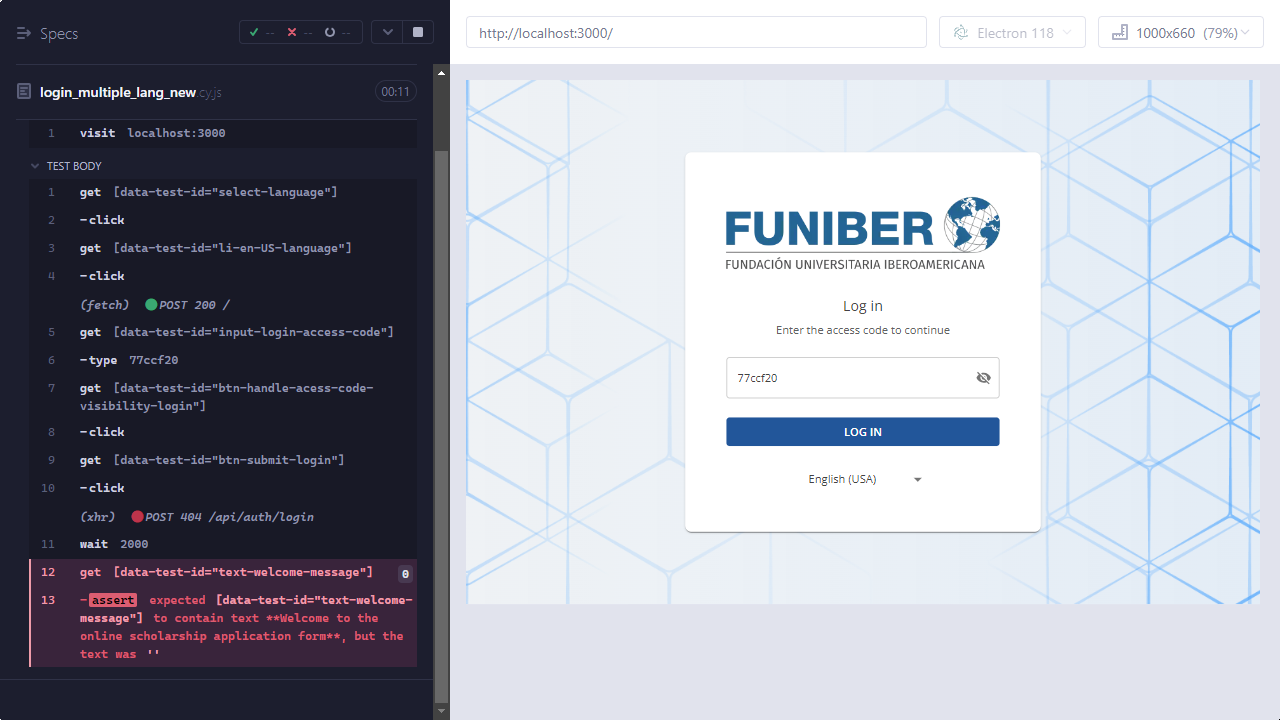 Specs
-- -- --
login_multiple_lang_new.cy.js
00:11
1 visit localhost:3000
TEST BODY
1 get [data-test-id="select-language"]
2 -click
3 get [data-test-id="li-en-US-language"]
4 -click
(fetch) POST 200 /
5 get [data-test-id="input-login-access-code"]
6 -type 77ccf20
7 get [data-test-id="btn-handle-acess-code-
visibility-login"]
8 -click
9 get [data-test-id="btn-submit-login"]
10 -click
(xhr) POST 404 /api/auth/login
11 wait 2000
12 get [data-test-id="text-welcome-message"] 0
13 -assert expected [data-test-id="text-welcome-
message"] to contain text **Welcome to the
online scholarship application form**, but the
text was ''
http://localhost:3000/
Electron 118
1000x660 (79%)
FUNIBER
FUNDACIÓN UNIVERSITARIA IBEROAMERICANA
Log in
Enter the access code to continue
77ccf20
LOG IN
English (USA)